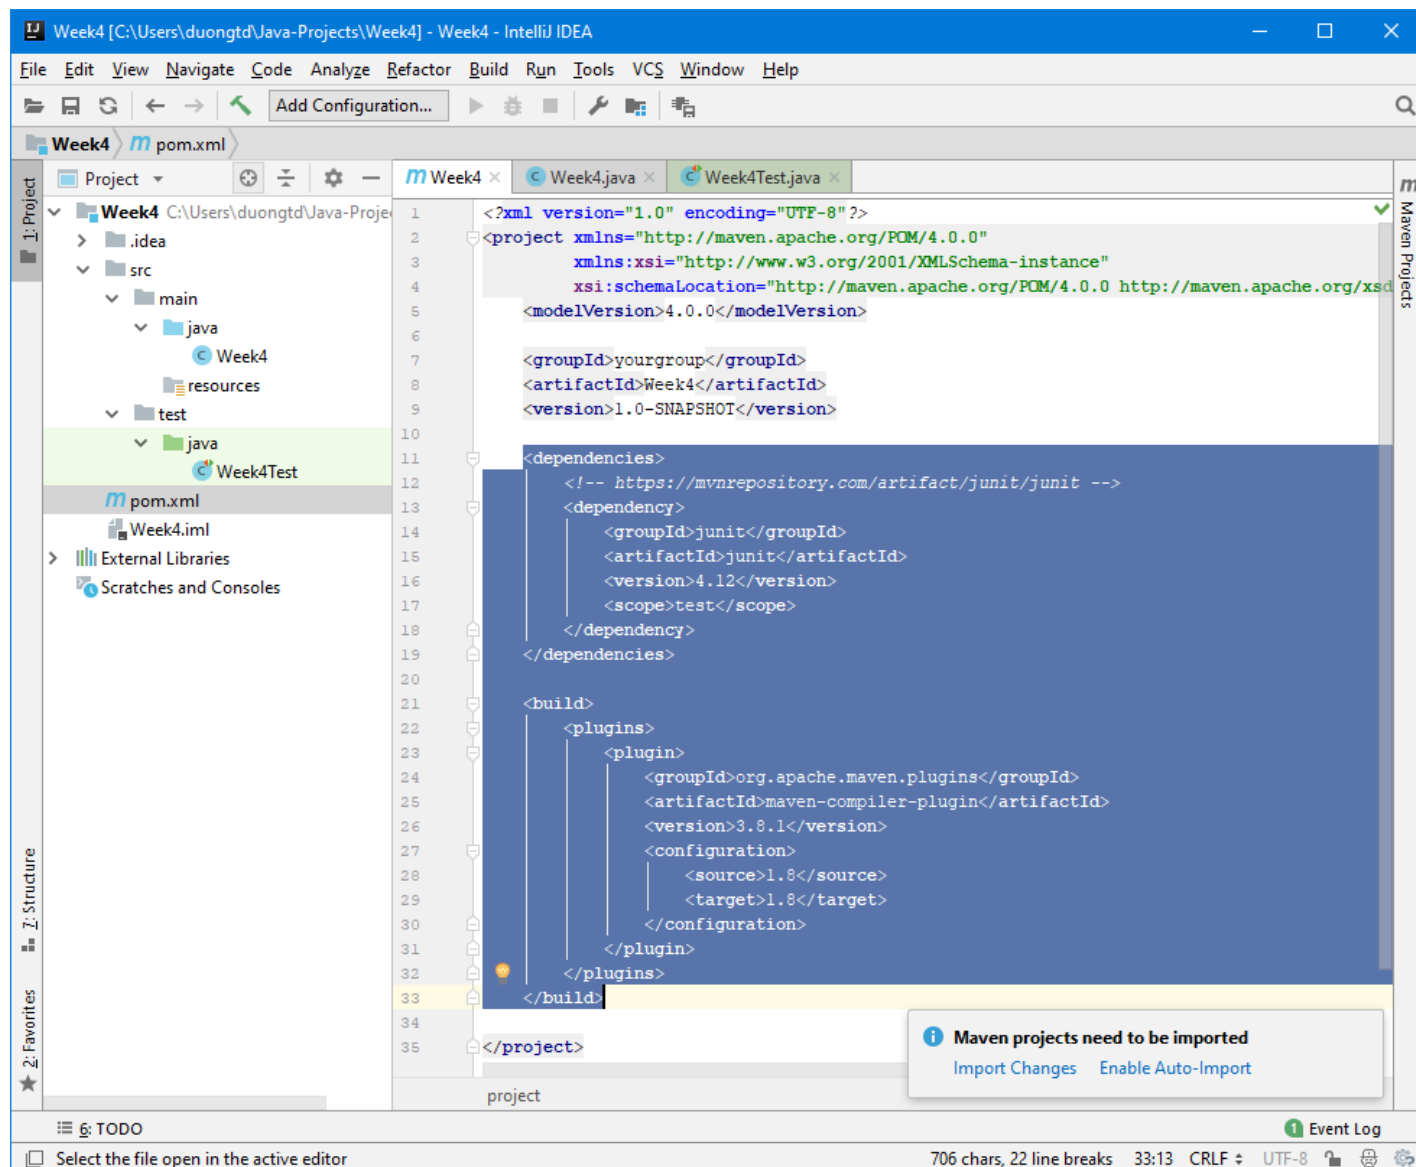 Week4 [C:\Users\duongtd\Java-Projects\Week4] - Week4 - IntelliJ IDEA
File Edit View Navigate Code Analyze Refactor Build Run Tools VCS Window Help
Add Configuration...
Week4 pom.xml
1: Project
Project
Week4 C:\Users\duongtd\Java-Proje
.idea
src
main
java
Week4
resources
test
java
Week4Test
pom.xml
Week4.iml
External Libraries
Scratches and Consoles
7: Structure
2: Favorites
Week4 Week4.java Week4Test.java
1 <?xml version="1.0" encoding="UTF-8"?>
2 <project xmlns="http://maven.apache.org/POM/4.0.0"
3 xmlns:xsi="http://www.w3.org/2001/XMLSchema-instance"
4 xsi:schemaLocation="http://maven.apache.org/POM/4.0.0 http://maven.apache.org/xsd
5 <modelVersion>4.0.0</modelVersion>
6
7 <groupId>yourgroup</groupId>
8 <artifactId>Week4</artifactId>
9 <version>1.0-SNAPSHOT</version>
10
11 <dependencies>
12 <!-- https://mvnrepository.com/artifact/junit/junit -->
13 <dependency>
14 <groupId>junit</groupId>
15 <artifactId>junit</artifactId>
16 <version>4.12</version>
17 <scope>test</scope>
18 </dependency>
19 </dependencies>
20
21 <build>
22 <plugins>
23 <plugin>
24 <groupId>org.apache.maven.plugins</groupId>
25 <artifactId>maven-compiler-plugin</artifactId>
26 <version>3.8.1</version>
27 <configuration>
28 <source>1.8</source>
29 <target>1.8</target>
30 </configuration>
31 </plugin>
32 </plugins>
33 </build>
34
35 </project>
project
Maven Projects
Maven projects need to be imported
Import Changes Enable Auto-Import
6: TODO
1 Event Log
Select the file open in the active editor
706 chars, 22 line breaks 33:13 CRLF UTF-8